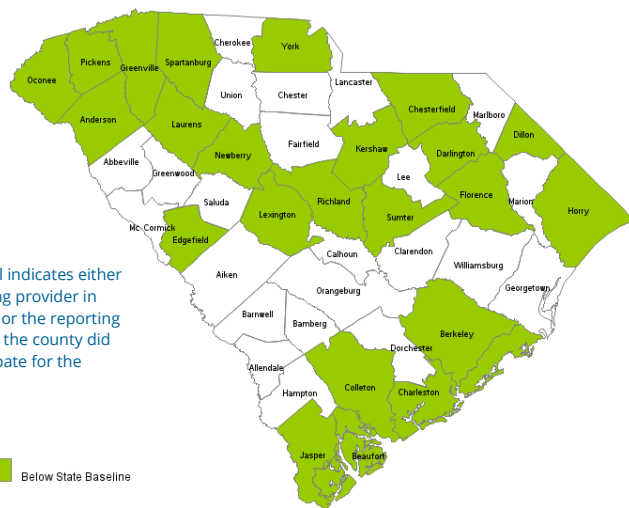 Cherokee
York
Pickens
Greenville
Spartanburg
Oconee
Lancaster
Union
Chester
Chesterfield
Marlboro
Anderson
Laurens
Dillon
Fairfield
Kershaw
Darlington
Newberry
Abbeville
Greenwood
Lee
Florence
Marion
Saluda
Richland
Horry
Lexington
Sumter
Mc Cormick
Edgefield
Calhoun
Clarendon
Williamsburg
Aiken
Georgetown
Orangeburg
l indicates either
ng provider in
or the reporting
the county did
pate for the
Barnwell
Bamberg
Berkeley
Dorchester
Allendale
Colleton
Charleston
Hampton
Jasper
Beaufort
Below State Baseline